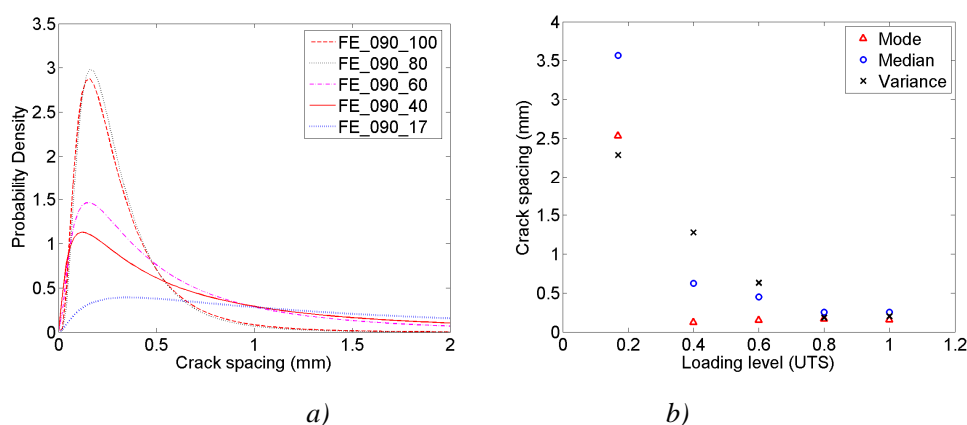 3.5
3
2.5
2
1.5
1
0.5
0
0
0.5
1
1.5
2
Probability Density
Crack spacing (mm)
FE_090_100
FE_090_80
FE_090_60
FE_090_40
FE_090_17
a)
4
3.5
3
2.5
2
1.5
1
0.5
0
0
0.2
0.4
0.6
0.8
1
1.2
Crack spacing (mm)
Loading level (UTS)
Mode
Median
Variance
b)